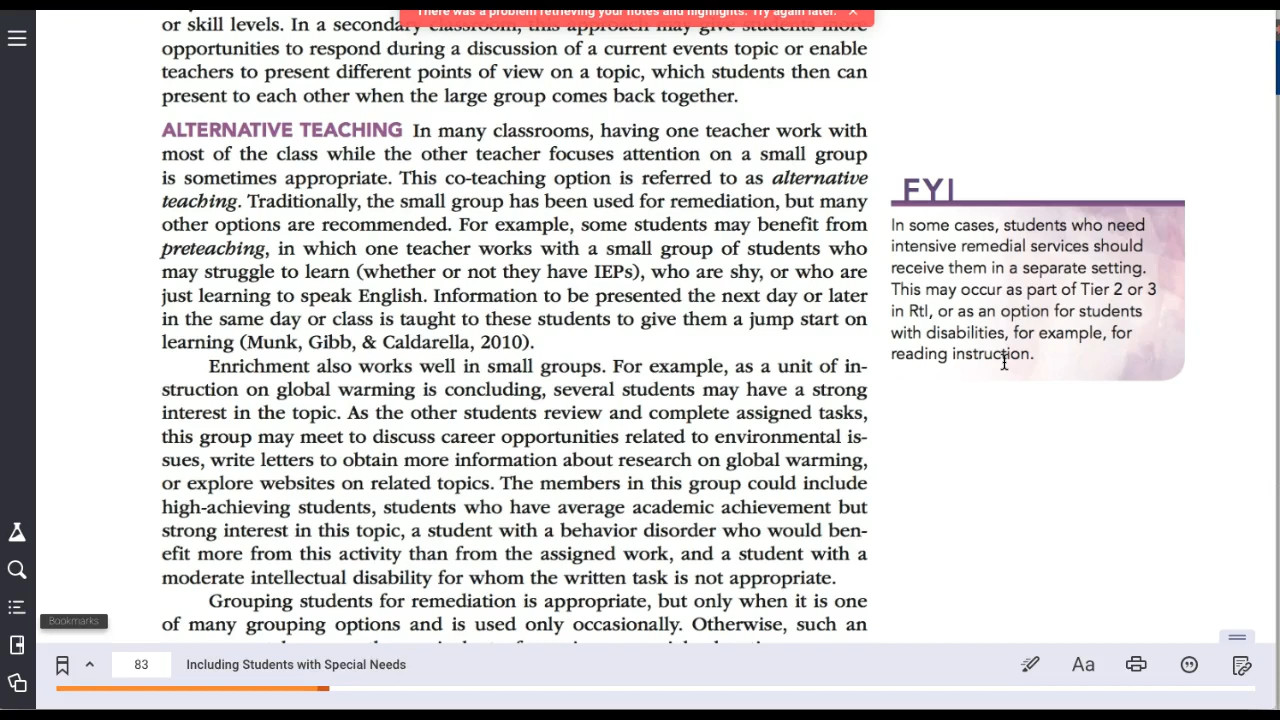 There was a problem retrieving your notes and highlights. Try again later. ×
or skill levels. In a secondary classroom, this approach may give students more
opportunities to respond during a discussion of a current events topic or enable
teachers to present different points of view on a topic, which students then can
present to each other when the large group comes back together.
ALTERNATIVE TEACHING In many classrooms, having one teacher work with
most of the class while the other teacher focuses attention on a small group
is sometimes appropriate. This co-teaching option is referred to as alternative
teaching. Traditionally, the small group has been used for remediation, but many
other options are recommended. For example, some students may benefit from
preteaching, in which one teacher works with a small group of students who
may struggle to learn (whether or not they have IEPs), who are shy, or who are
just learning to speak English. Information to be presented the next day or later
in the same day or class is taught to these students to give them a jump start on
learning (Munk, Gibb, & Caldarella, 2010).
Enrichment also works well in small groups. For example, as a unit of in-
struction on global warming is concluding, several students may have a strong
interest in the topic. As the other students review and complete assigned tasks,
this group may meet to discuss career opportunities related to environmental is-
sues, write letters to obtain more information about research on global warming,
or explore websites on related topics. The members in this group could include
high-achieving students, students who have average academic achievement but
strong interest in this topic, a student with a behavior disorder who would ben-
efit more from this activity than from the assigned work, and a student with a
moderate intellectual disability for whom the written task is not appropriate.
Grouping students for remediation is appropriate, but only when it is one
of many grouping options and is used only occasionally. Otherwise, such an
FYI
In some cases, students who need
intensive remedial services should
receive them in a separate setting.
This may occur as part of Tier 2 or 3
in RtI, or as an option for students
with disabilities, for example, for
reading instruction.
Bookmarks
83
Including Students with Special Needs
Aa